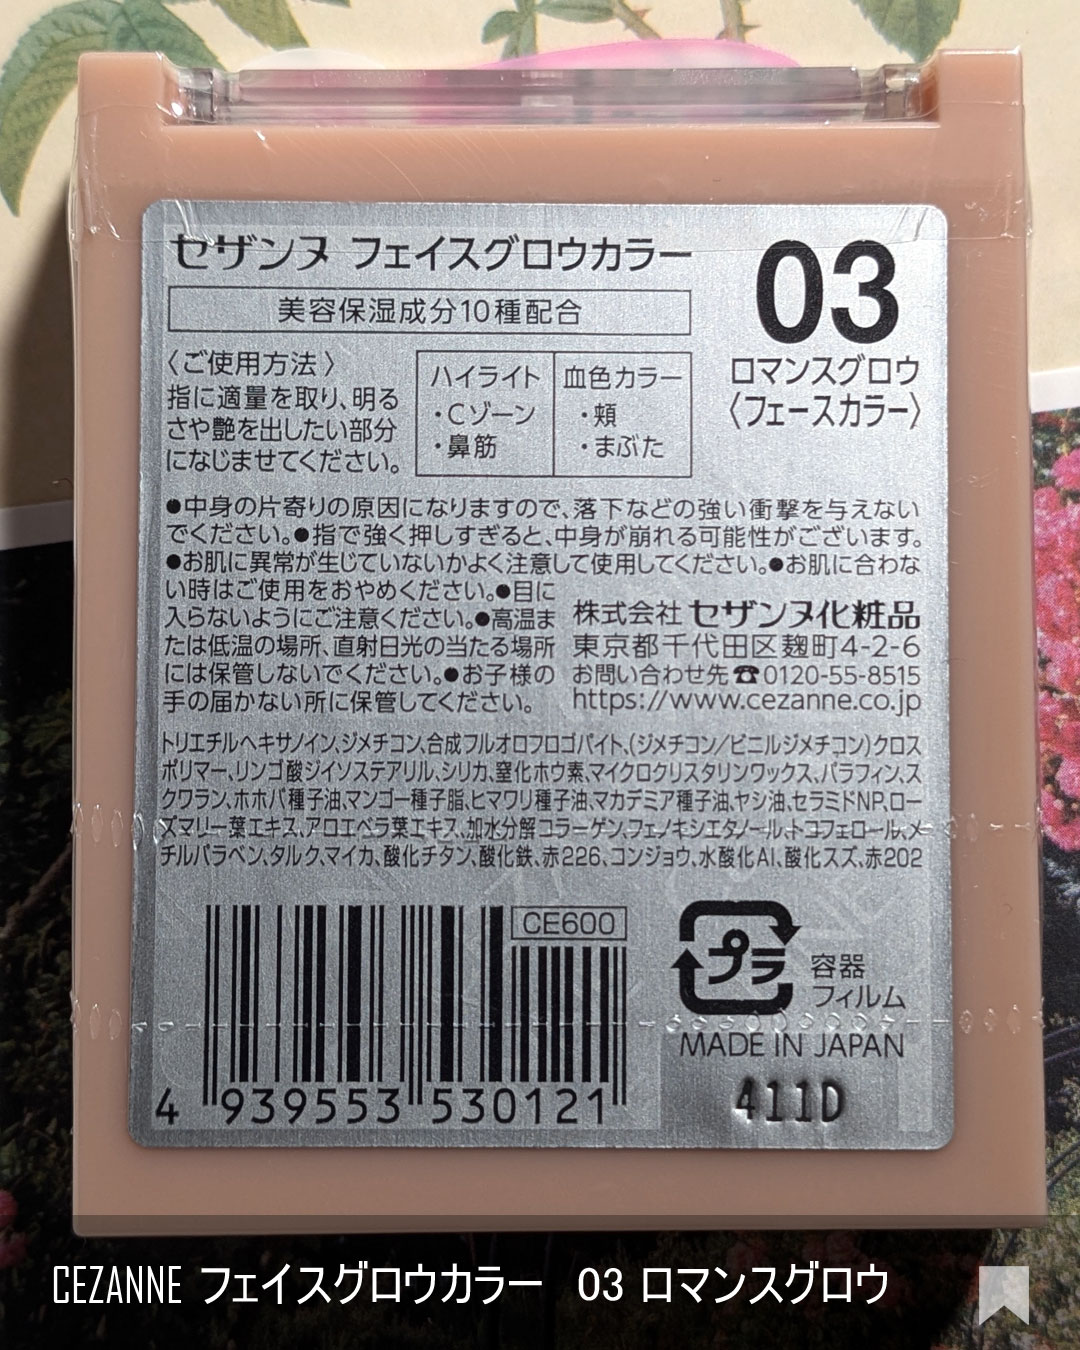 セザンヌ フェイスグロウカラー
美容保湿成分10種配合
03
ロマンスグロウ
〈フェースカラー〉
〈ご使用方法〉
指に適量を取り、明る
さや艶を出したい部分
になじませてください。
ハイライト
・Cゾーン
・鼻筋
血色カラー
・頬
・まぶた
●中身の片寄りの原因になりますので、落下などの強い衝撃を与えない
でください。●指で強く押しすぎると、中身が崩れる可能性がございます。
●お肌に異常が生じていないかよく注意して使用してください。●お肌に合わな
い時はご使用をおやめください。●目に
入らないようにご注意ください。●高温ま
たは低温の場所、直射日光の当たる場所
には保管しないでください。●お子様の
手の届かない所に保管してください。
株式会社 セザンヌ化粧品
東京都千代田区麹町4-2-6
お問い合わせ先☎0120-55-8515
https://www.cezanne.co.jp
トリエチルヘキサノイン、ジメチコン、合成フルオロフロゴパイト、(ジメチコン/ビニルジメチコン)クロス
ポリマー、リンゴ酸ジイソステアリル、シリカ、窒化ホウ素、マイクロクリスタリンワックス、パラフィン、ス
クワラン、ホホバ種子油、マンゴー種子脂、ヒマワリ種子油、マカデミア種子油、ヤシ油、セラミドNP、ロー
ズマリー葉エキス、アロエベラ葉エキス、加水分解コラーゲン、フェノキシエタノール、トコフェロール、メ
チルパラベン、タルク、マイカ、酸化チタン、酸化鉄、赤226、コンジョウ、水酸化Al、酸化スズ、赤202
CE600
4 939553 530121
プラ
容器
フィルム
MADE IN JAPAN
411D
CEZANNE フェイスグロウカラー 03 ロマンスグロウ